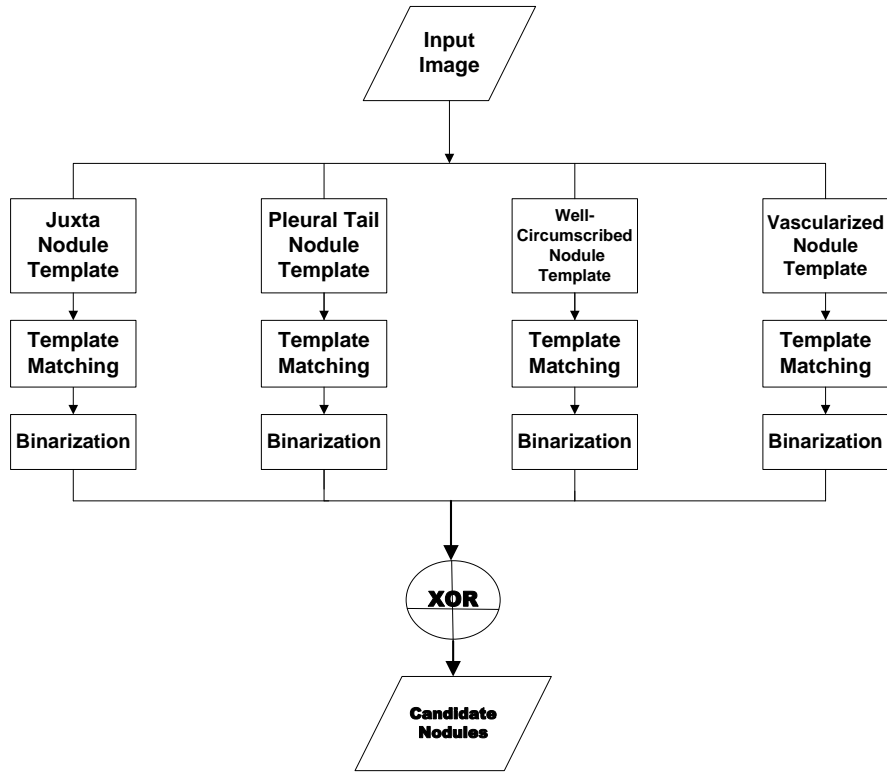 Input
Image
Juxta
Nodule
Template
Pleural Tail
Nodule
Template
Well-
Circumscribed
Nodule
Template
Vascularized
Nodule
Template
Template
Matching
Template
Matching
Template
Matching
Template
Matching
Binarization
Binarization
Binarization
Binarization
XOR
Candidate
Nodules